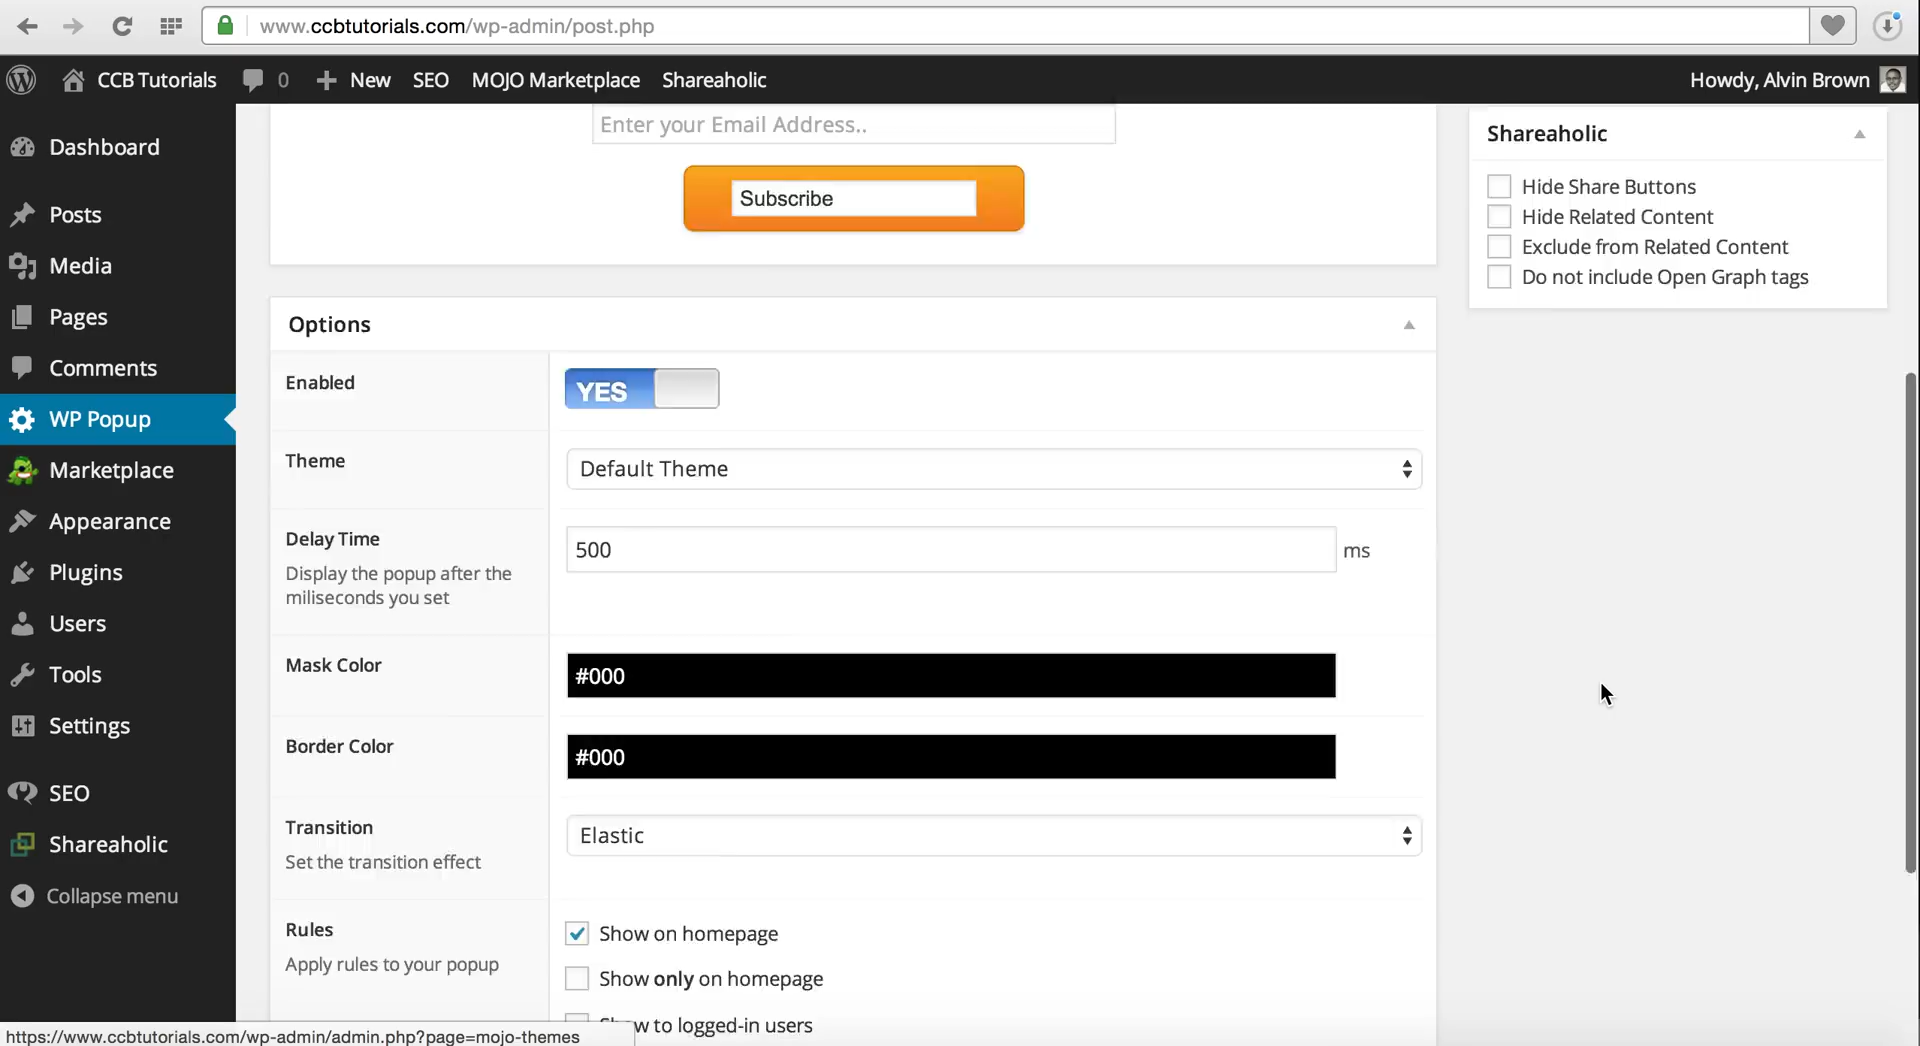 www.ccbtutorials.com/wp-admin/post.php
CCB Tutorials 0 New SEO MOJO Marketplace Shareaholic Howdy, Alvin Brown
Dashboard
Posts
Media
Pages
Comments
WP Popup
Marketplace
Appearance
Plugins
Users
Tools
Settings
SEO
Shareaholic
Collapse menu
Enter your Email Address..
Subscribe
Options
Enabled YES
Theme Default Theme
Delay Time 500 ms
Display the popup after the
miliseconds you set
Mask Color #000
Border Color #000
Transition Elastic
Set the transition effect
Rules Show on homepage
Apply rules to your popup
Show only on homepage
to logged-in users
Shareaholic
Hide Share Buttons
Hide Related Content
Exclude from Related Content
Do not include Open Graph tags
https://www.ccbtutorials.com/wp-admin/admin.php?page=mojo-themes